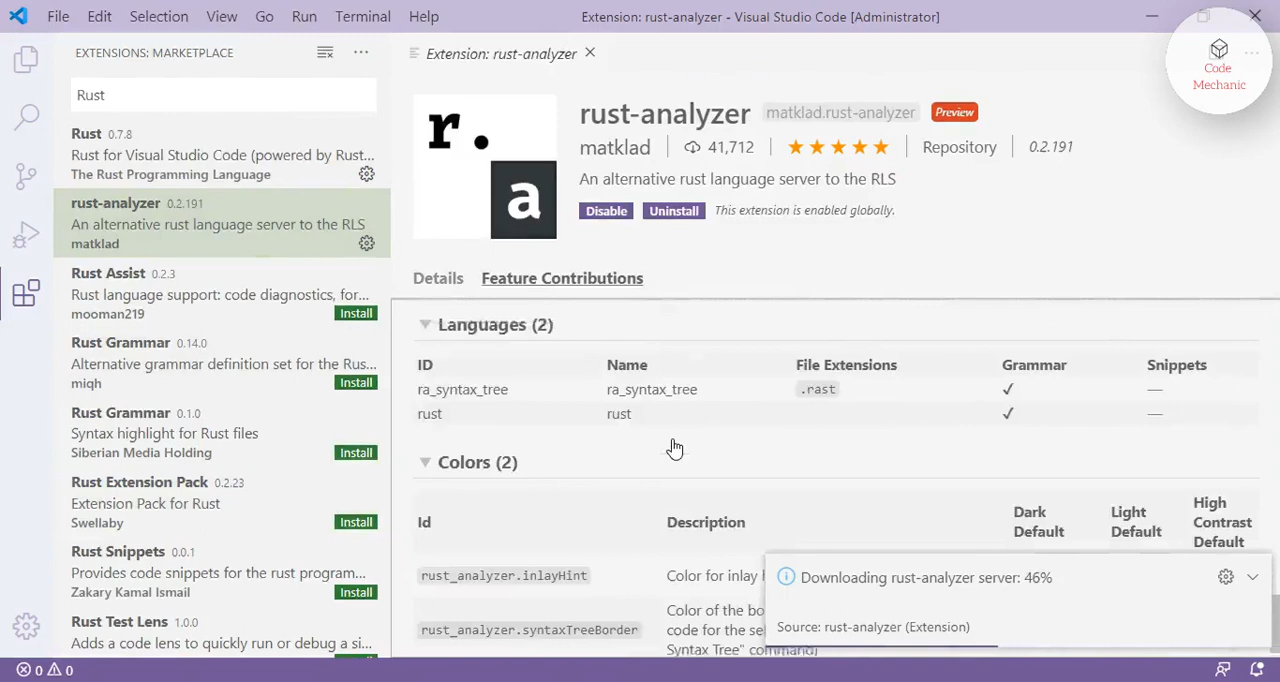 File Edit Selection View Go Run Terminal Help
Extension: rust-analyzer - Visual Studio Code [Administrator]
Code
Mechanic
EXTENSIONS: MARKETPLACE
Rust
Rust 0.7.8
Rust for Visual Studio Code (powered by Rust...
The Rust Programming Language
rust-analyzer 0.2.191
An alternative rust language server to the RLS
matklad
Rust Assist 0.2.3
Rust language support: code diagnostics, for...
mooman219 Install
Rust Grammar 0.14.0
Alternative grammar definition set for the Rus...
miqh Install
Rust Grammar 0.1.0
Syntax highlight for Rust files
Siberian Media Holding Install
Rust Extension Pack 0.2.23
Extension Pack for Rust
Swellaby Install
Rust Snippets 0.0.1
Provides code snippets for the rust program...
Zakary Kamal Ismail Install
Rust Test Lens 1.0.0
Adds a code lens to quickly run or debug a si...
Extension: rust-analyzer
r.
a
rust-analyzer matklad.rust-analyzer Preview
matklad 41,712 Repository 0.2.191
An alternative rust language server to the RLS
Disable Uninstall This extension is enabled globally.
Details Feature Contributions
Languages (2)
ID Name File Extensions Grammar Snippets
ra_syntax_tree ra_syntax_tree .rast ✓ —
rust rust ✓ —
Colors (2)
Id Description Dark Default Light Default High Contrast Default
rust_analyzer.inlayHint Color for inlay
rust_analyzer.syntaxTreeBorder Color of the bo
code for the se
Syntax Tree" command)
Downloading rust-analyzer server: 46%
Source: rust-analyzer (Extension)
0 0